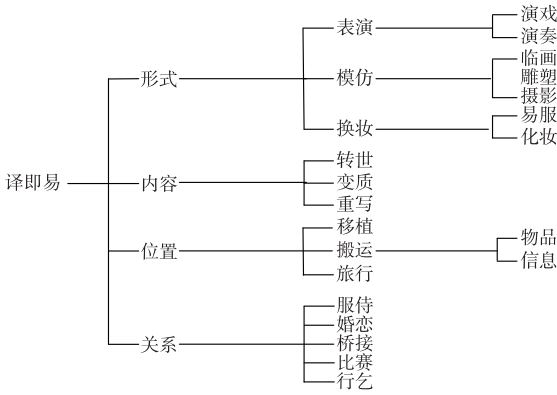 译即易
形式
表演
演戏
演奏
模仿
临画
雕塑
摄影
换妆
易服
化妆
内容
转世
变质
重写
位置
移植
搬运
物品
信息
旅行
关系
服侍
婚恋
桥接
比赛
行乞